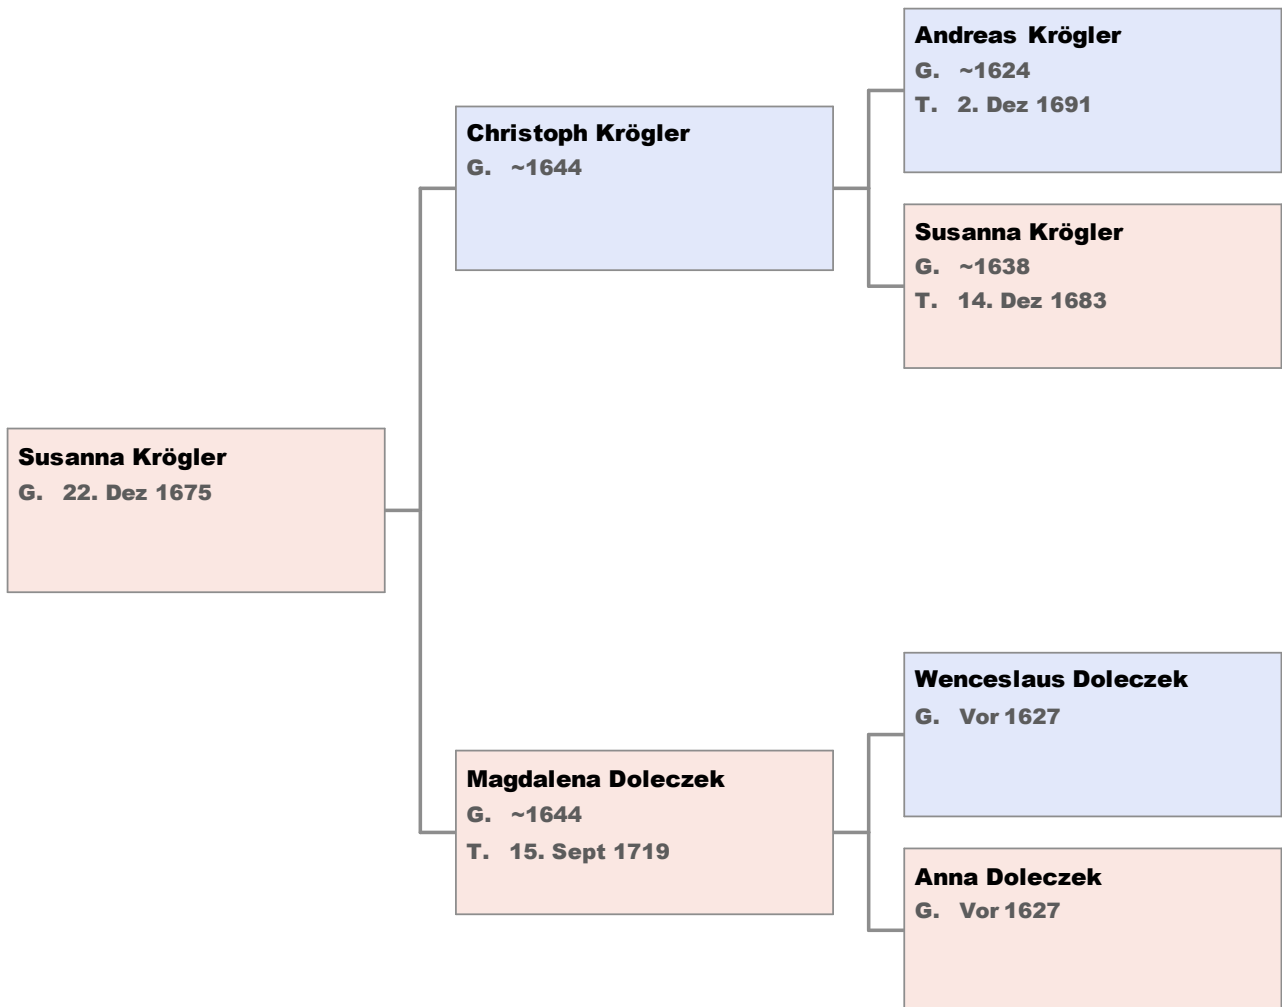 Andreas Krögler
G. ~1624
T. 2. Dez 1691
Christoph Krögler
G. ~1644
Susanna Krögler
G. ~1638
T. 14. Dez 1683
Susanna Krögler
G. 22. Dez 1675
Wenceslaus Doleczek
G. Vor 1627
Magdalena Doleczek
G. ~1644
T. 15. Sept 1719
Anna Doleczek
G. Vor 1627